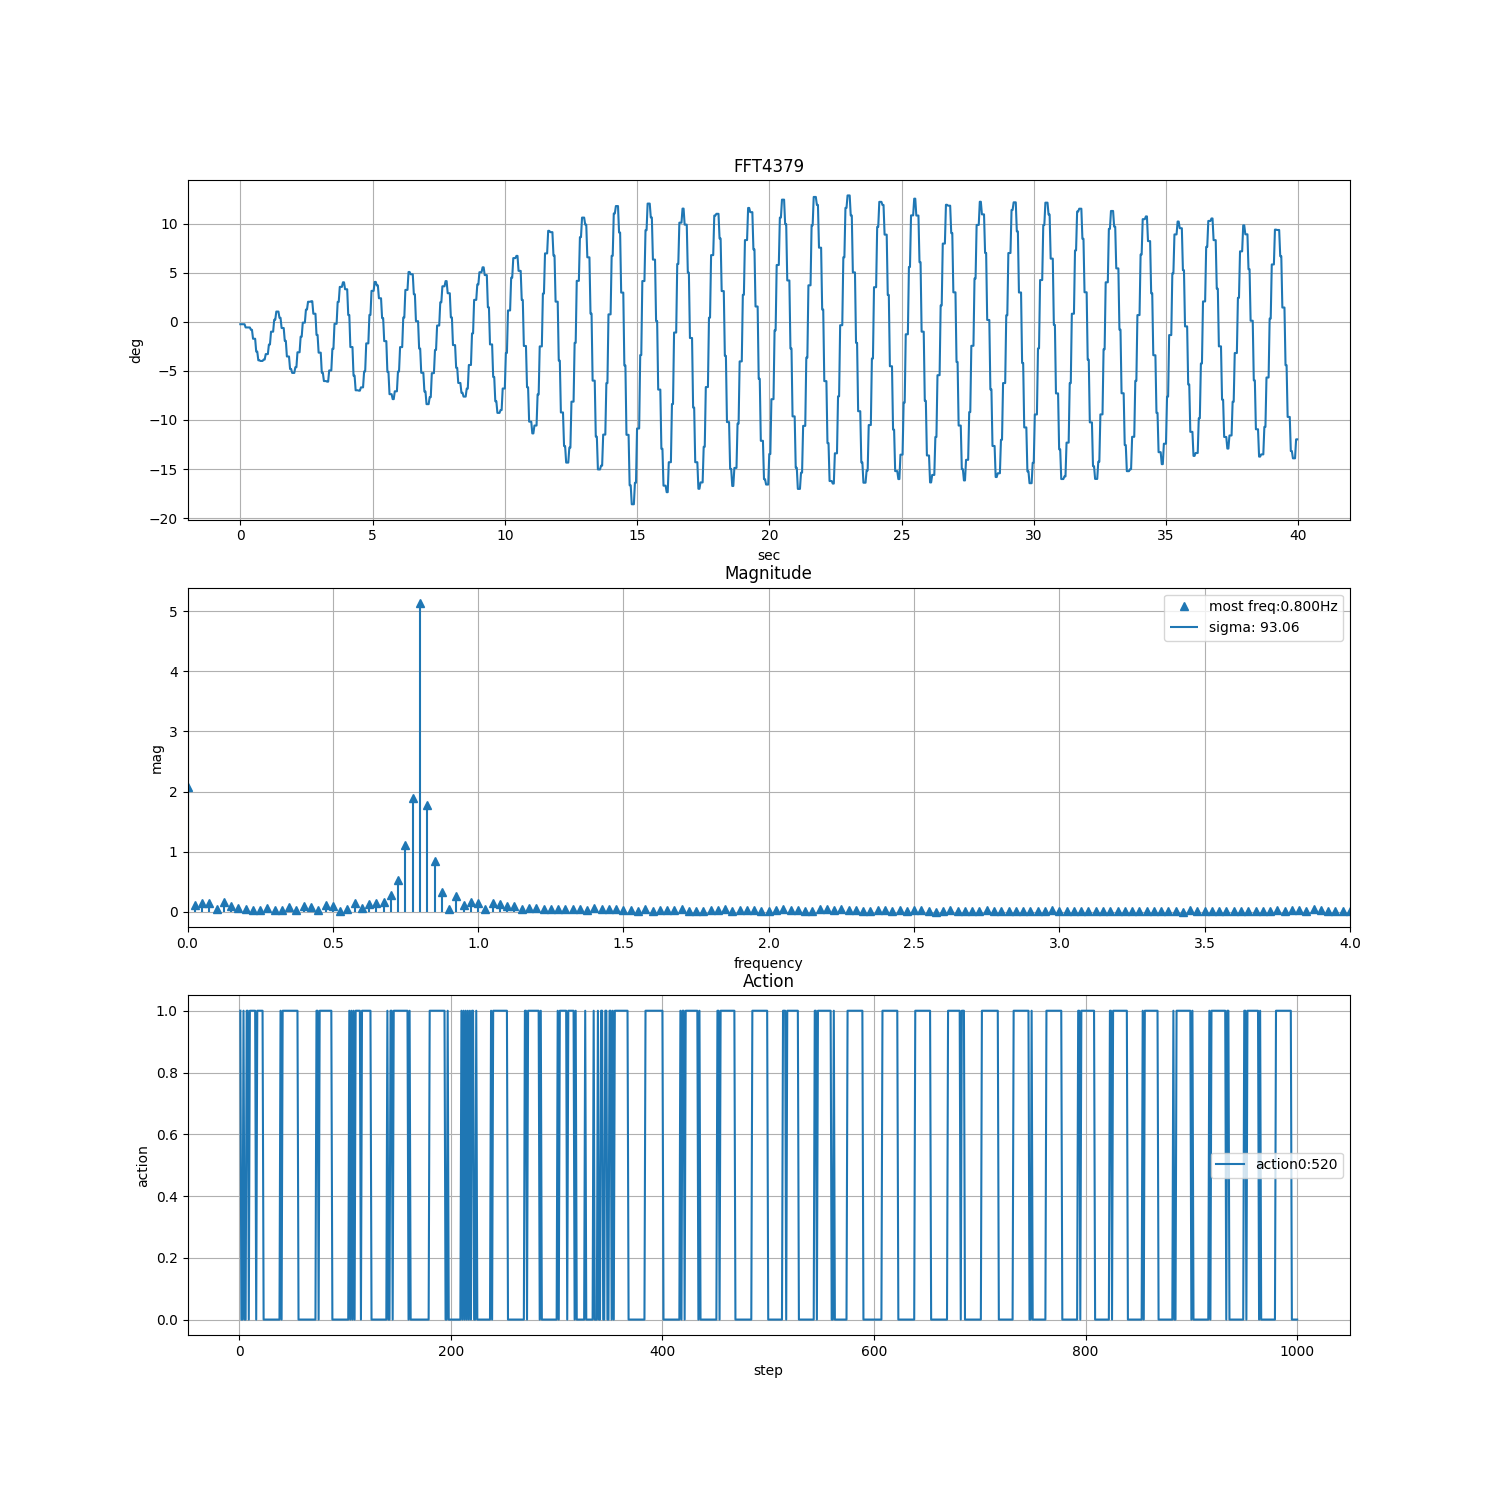 FFT4379
10
5
0
−5
−10
−15
−20
deg
0 5 10 15 20 25 30 35 40
sec
Magnitude
most freq:0.800Hz
sigma: 93.06
5
4
3
2
1
0
mag
0.0 0.5 1.0 1.5 2.0 2.5 3.0 3.5 4.0
frequency
Action
1.0
0.8
0.6
0.4
0.2
0.0
action
action0:520
0 200 400 600 800 1000
step